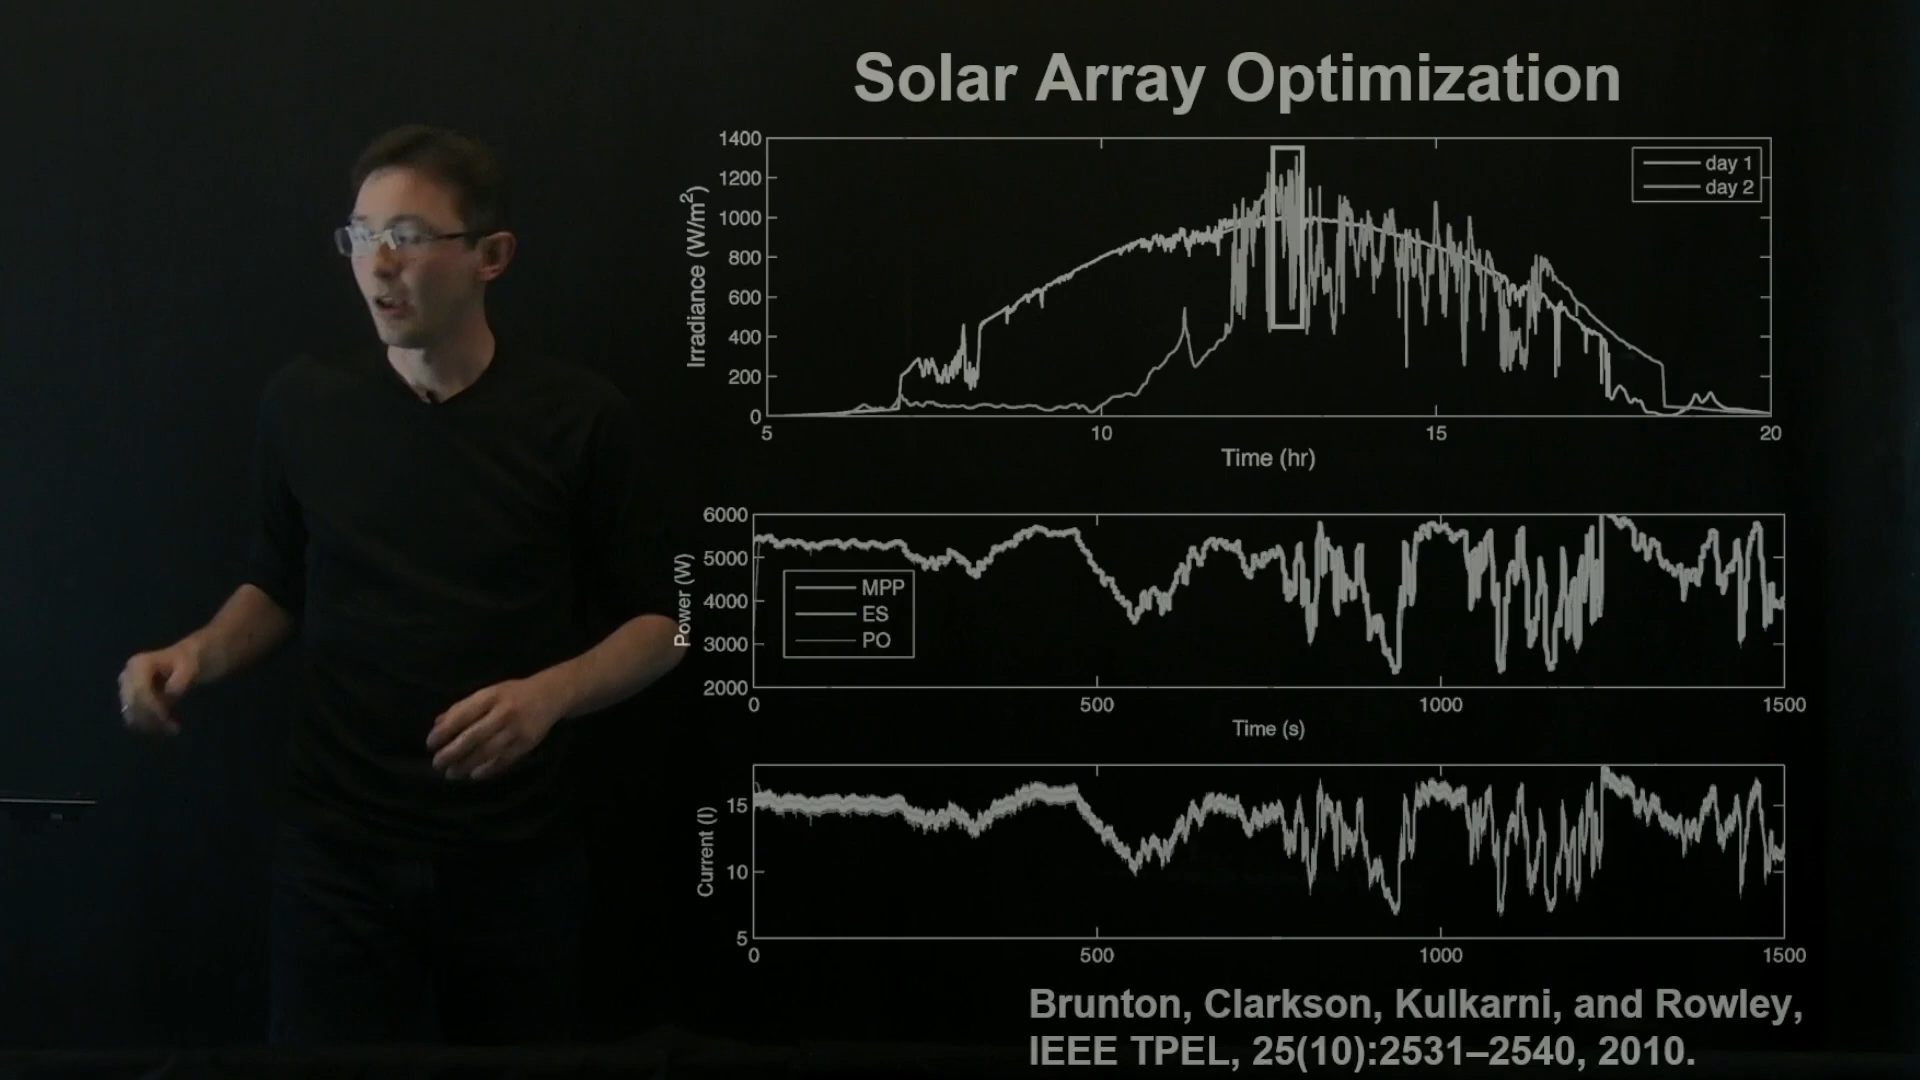 Solar Array Optimization
1400
1200
1000
800
600
400
200
0
Irradiance (W/m²)
day 1
day 2
5 10 15 20
Time (hr)
6000
5000
4000
3000
2000
Power (W)
MPP
ES
PO
0 500 1000 1500
Time (s)
15
10
5
Current (I)
0 500 1000 1500
Brunton, Clarkson, Kulkarni, and Rowley,
IEEE TPEL, 25(10):2531–2540, 2010.